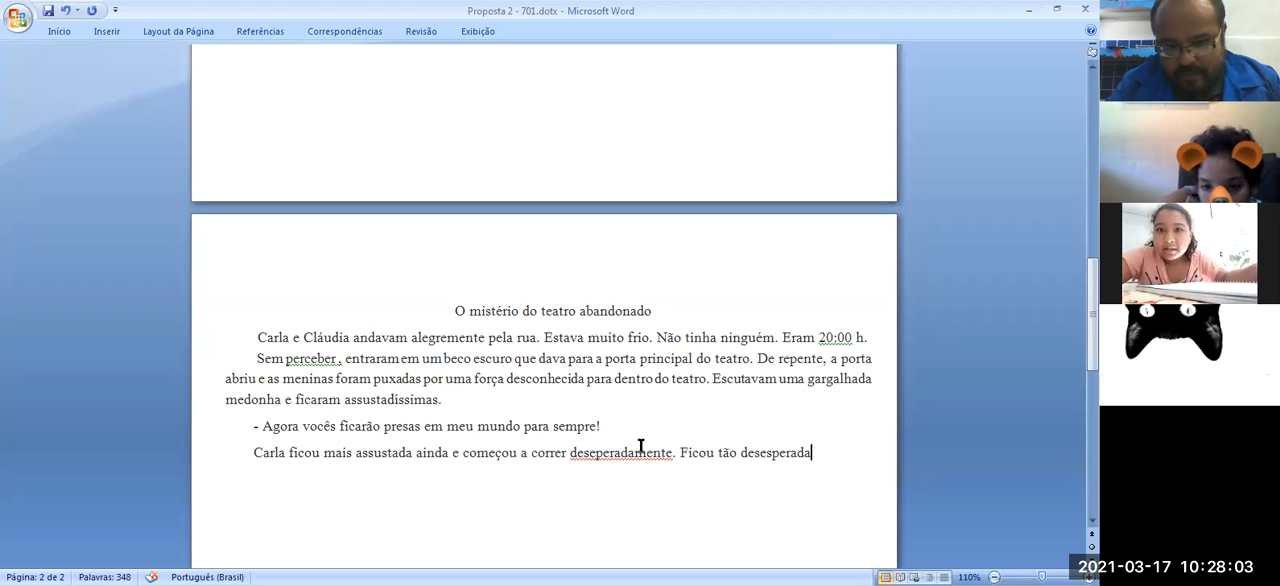 Proposta 2 - 701.dotx - Microsoft Word
Início Inserir Layout da Página Referências Correspondências Revisão Exibição
O mistério do teatro abandonado
Carla e Cláudia andavam alegremente pela rua. Estava muito frio. Não tinha ninguém. Eram 20:00 h.
Sem perceber , entraram em um beco escuro que dava para a porta principal do teatro. De repente, a porta
abriu e as meninas foram puxadas por uma força desconhecida para dentro do teatro. Escutavam uma gargalhada
medonha e ficaram assustadíssimas.
- Agora vocês ficarão presas em meu mundo para sempre!
Carla ficou mais assustada ainda e começou a correr deseperadamente. Ficou tão desesperada
Página: 2 de 2 Palavras: 348 Português (Brasil) 110%
2021-03-17 10:28:03